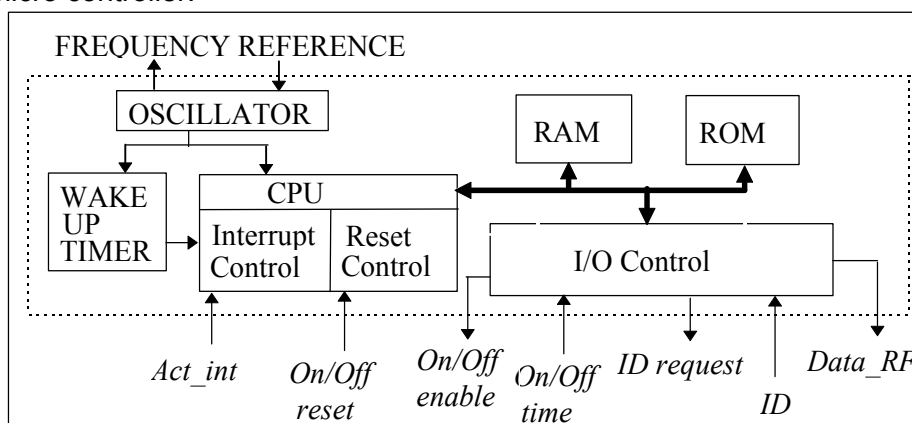 FREQUENCY REFERENCE
OSCILLATOR
RAM
ROM
WAKE
UP
TIMER
CPU
Interrupt
Control
Reset
Control
I/O Control
Act_int
On/Off
reset
On/Off
enable
On/Off
time
ID request
ID
Data_RF